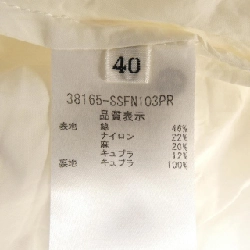 40
38165-SSFN103PR
品質表示
表地 綿 46%
ナイロン 22%
麻 20%
キュプラ 12%
裏地 キュプラ 100%